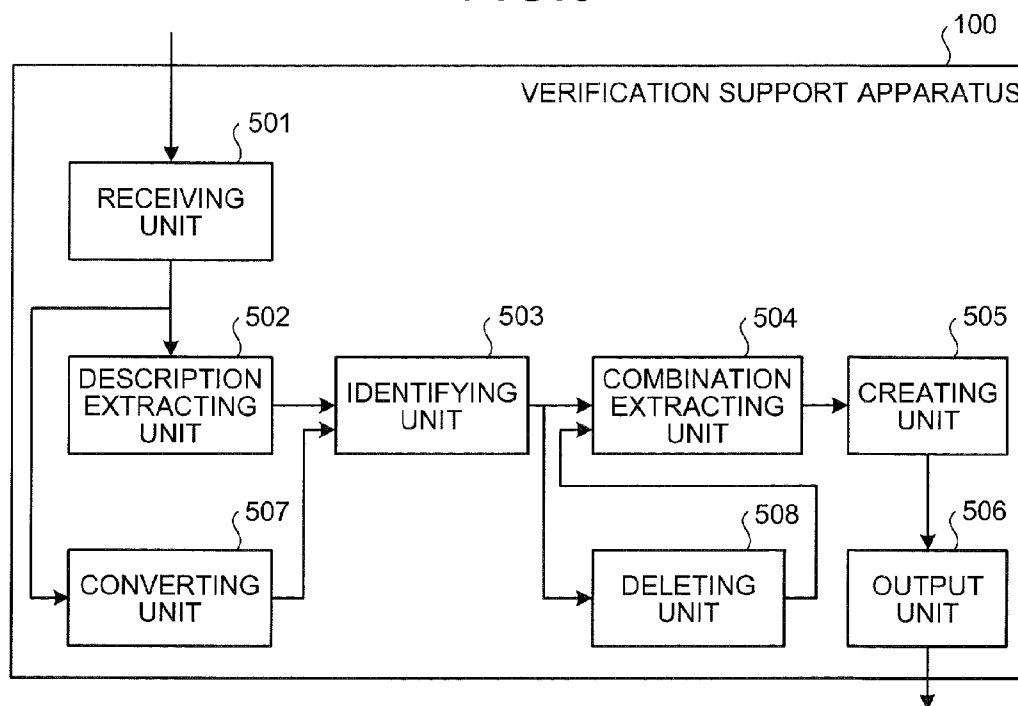 100
VERIFICATION SUPPORT APPARATUS
501
RECEIVING
UNIT
502
DESCRIPTION
EXTRACTING
UNIT
503
IDENTIFYING
UNIT
504
COMBINATION
EXTRACTING
UNIT
505
CREATING
UNIT
507
CONVERTING
UNIT
508
DELETING
UNIT
506
OUTPUT
UNIT